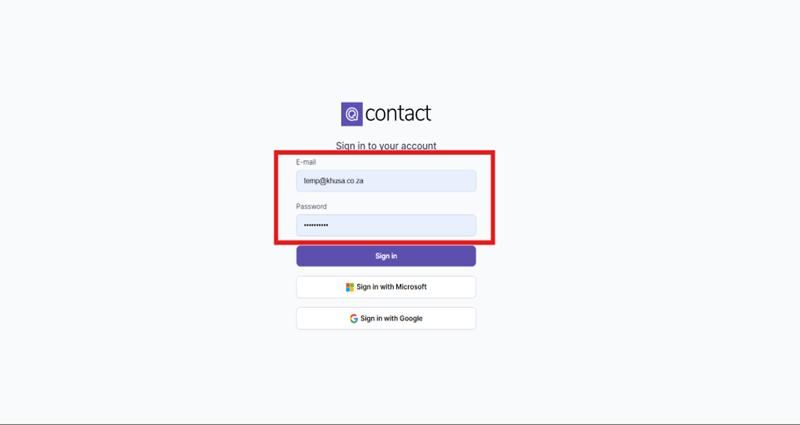 contact
Sign in to your account
E-mail
temp@khusa.co.za
Password
••••••••••
Sign in
Sign in with Microsoft
Sign in with Google